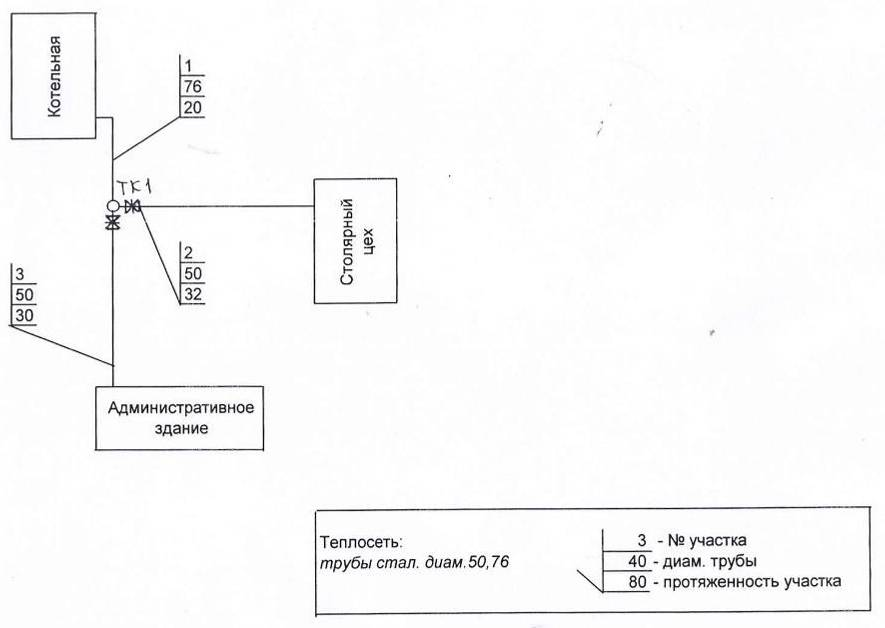 Котельная
1
76
20
ТК1
Столярный
цех
2
50
32
3
50
30
Административное
здание
Теплосеть:
трубы стал. диам.50,76
3 - № участка
40 - диам. трубы
80 - протяженность участка